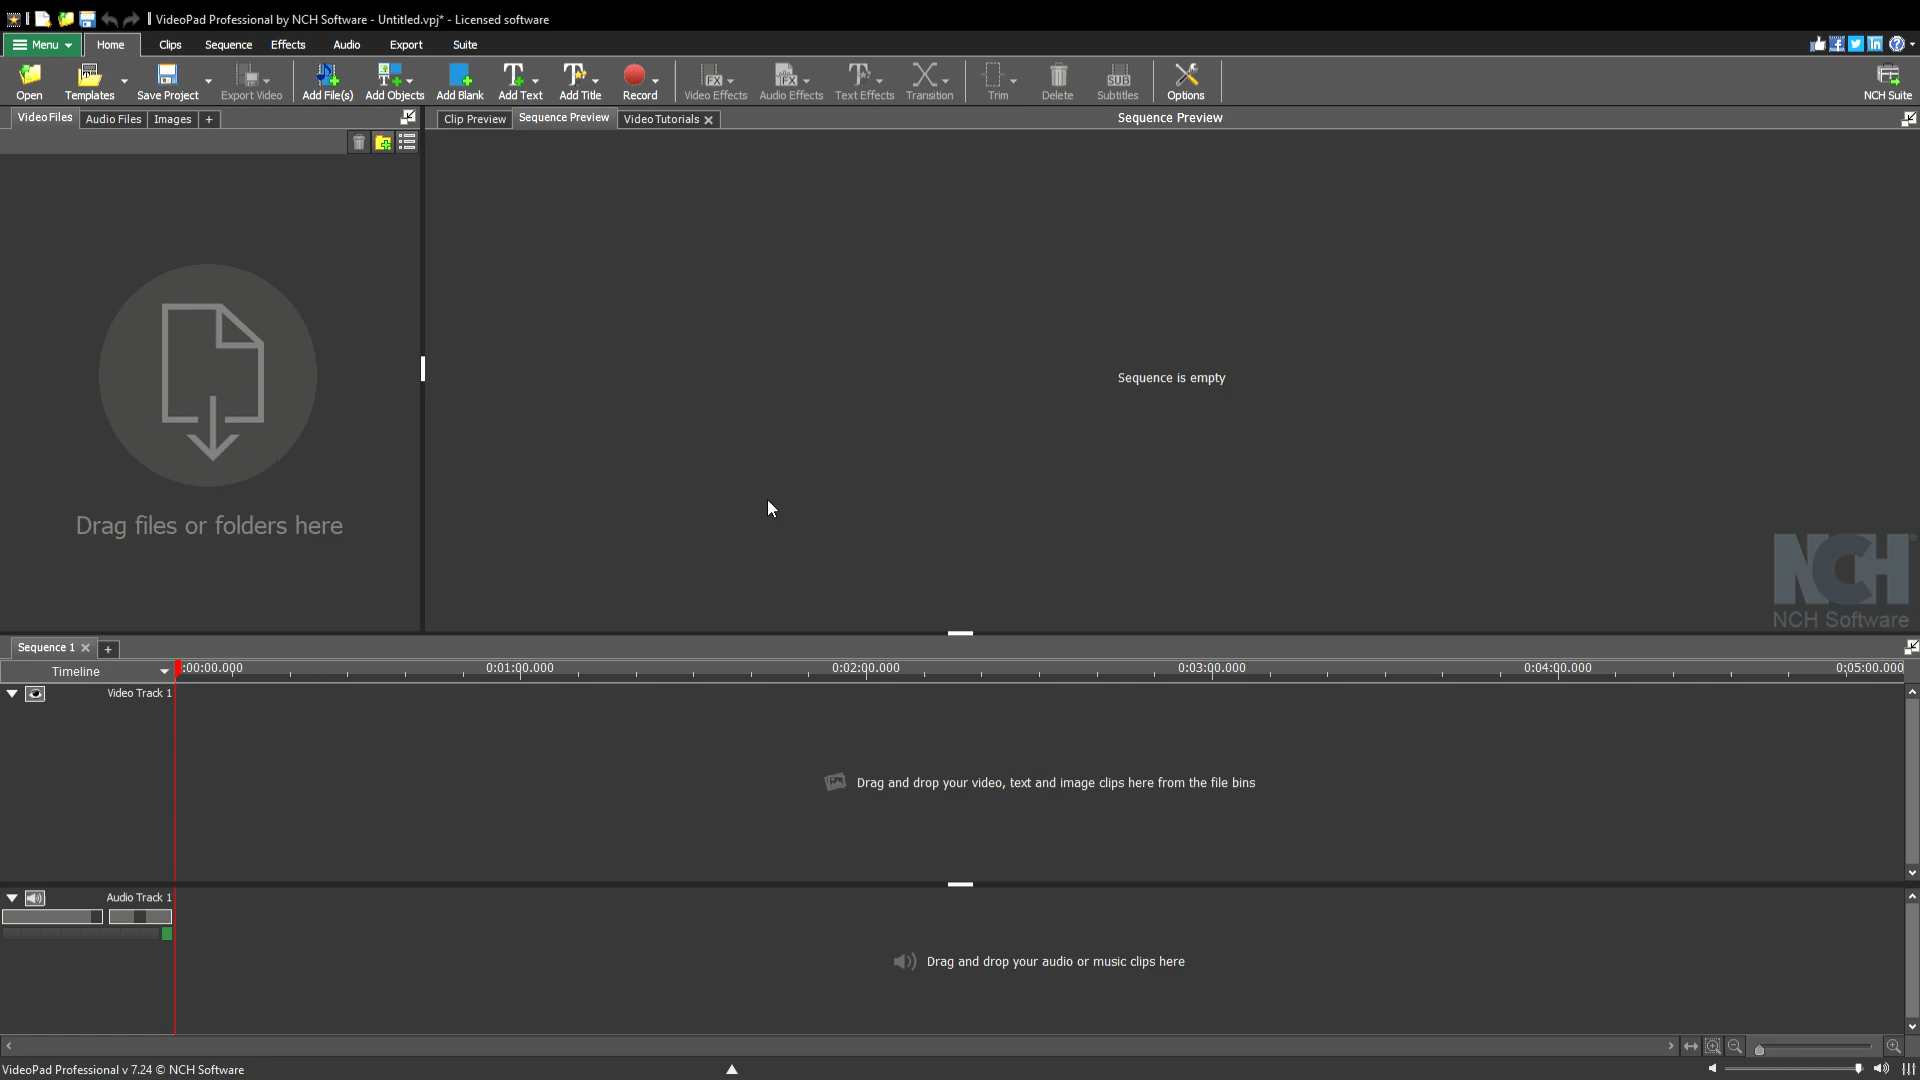 VideoPad Professional by NCH Software - Untitled.vpj* - Licensed software
Menu Home Clips Sequence Effects Audio Export Suite
Open Templates Save Project Export Video Add File(s) Add Objects Add Blank Add Text Add Title Record Video Effects Audio Effects Text Effects Transition Trim Delete Subtitles Options NCH Suite
Video Files Audio Files Images + Clip Preview Sequence Preview Video Tutorials Sequence Preview
Sequence is empty
Drag files or folders here
NCH
NCH Software
Sequence 1 +
Timeline :00:00.000 0:01:00.000 0:02:00.000 0:03:00.000 0:04:00.000 0:05:00.000
Video Track 1
Drag and drop your video, text and image clips here from the file bins
Audio Track 1
Drag and drop your audio or music clips here
VideoPad Professional v 7.24 © NCH Software